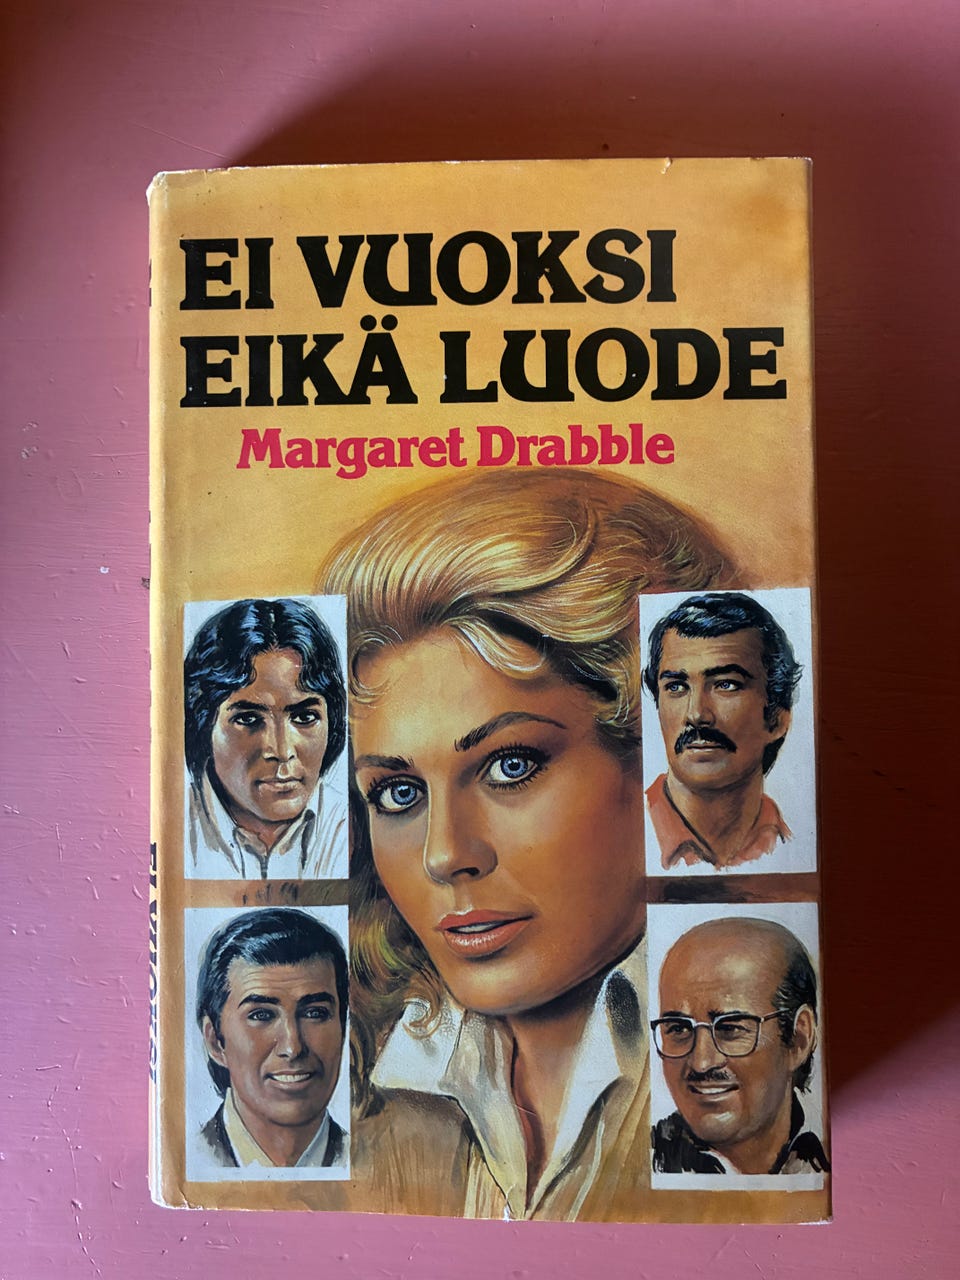 EI VUOKSI
EIKÄ LUODE
Margaret Drabble